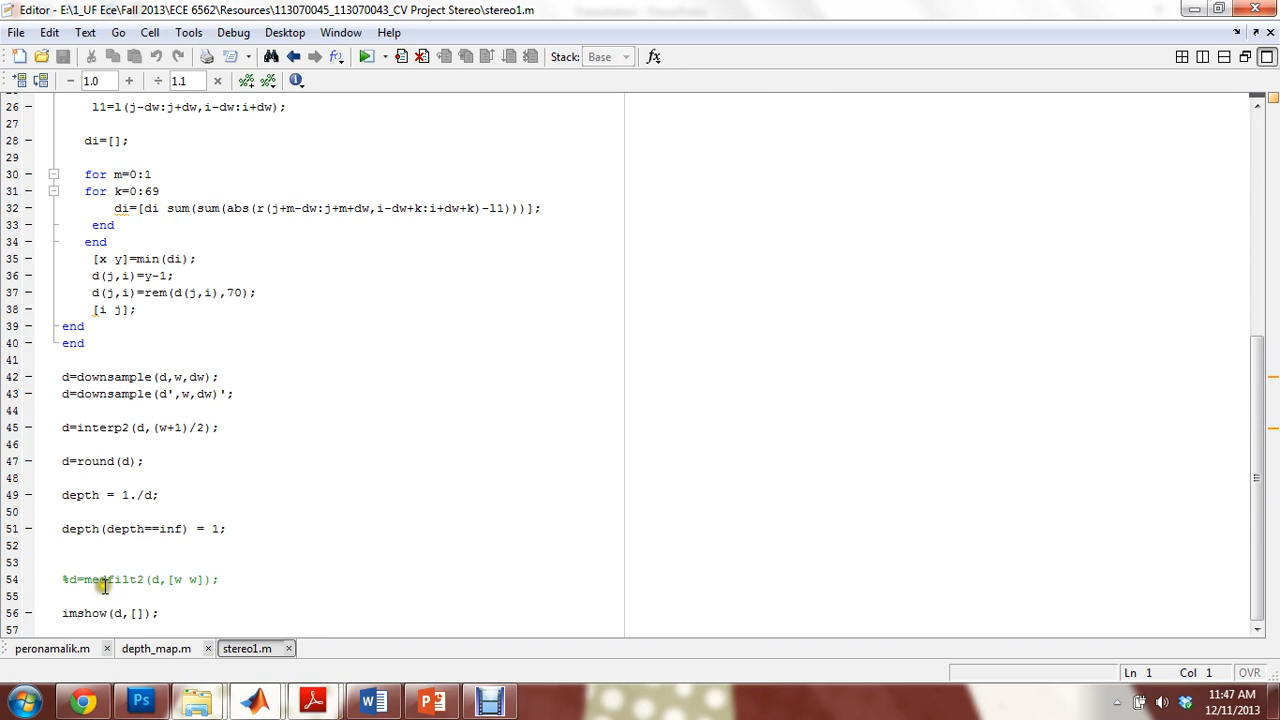 Editor - E:\1_UF Ece\Fall 2013\ECE 6562\Resources\113070045_113070043_CV Project Stereo\stereo1.m
File Edit Text Go Cell Tools Debug Desktop Window Help
Stack: Base fx
1.0 + ÷ 1.1 ×
26 – l1=l(j-dw:j+dw,i-dw:i+dw);
27
28 – di=[];
29
30 – for m=0:1
31 – for k=0:69
32 – di=[di sum(sum(abs(r(j+m-dw:j+m+dw,i-dw+k:i+dw+k)-l1)))];
33 – end
34 – end
35 – [x y]=min(di);
36 – d(j,i)=y-1;
37 – d(j,i)=rem(d(j,i),70);
38 – [i j];
39 – end
40 – end
41
42 – d=downsample(d,w,dw);
43 – d=downsample(d',w,dw)';
44
45 – d=interp2(d,(w+1)/2);
46
47 – d=round(d);
48
49 – depth = 1./d;
50
51 – depth(depth==inf) = 1;
52
53
54 %d=medfilt2(d,[w w]);
55
56 – imshow(d,[]);
57
peronamalik.m × depth_map.m × stereo1.m ×
Ln 1 Col 1 OVR
11:47 AM
12/11/2013